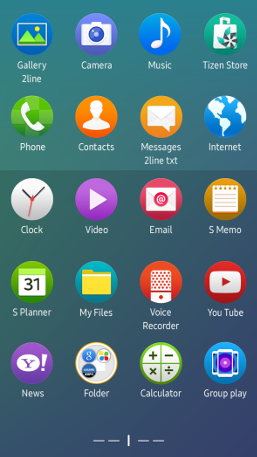 Gallery
2line
Camera
Music
Tizen Store
Phone
Contacts
Messages
2line txt
Internet
Clock
Video
@
Email
S Memo
31
S Planner
My Files
Voice
Recorder
You Tube
Y!
News
g
Folder
Calculator
Group play